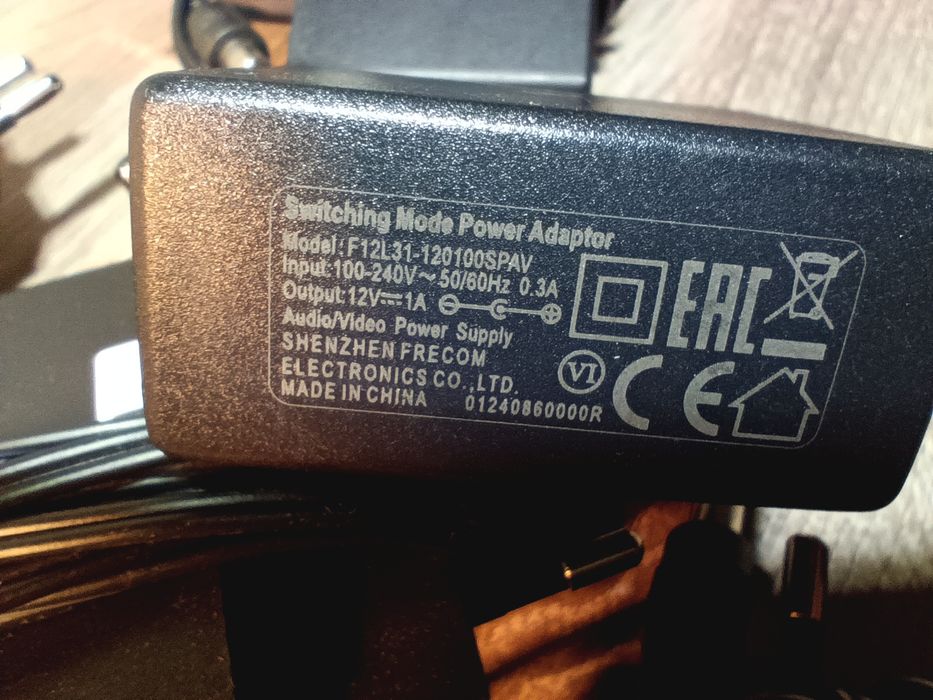 Switching Mode Power Adaptor
Model: F12L31-120100SPAV
Input:100-240V~50/60Hz 0.3A
Output:12V⎓1A
Audio/Video Power Supply
SHENZHEN FRECOM
ELECTRONICS CO.,LTD.
MADE IN CHINA 01240860000R
VI
EAC
CE